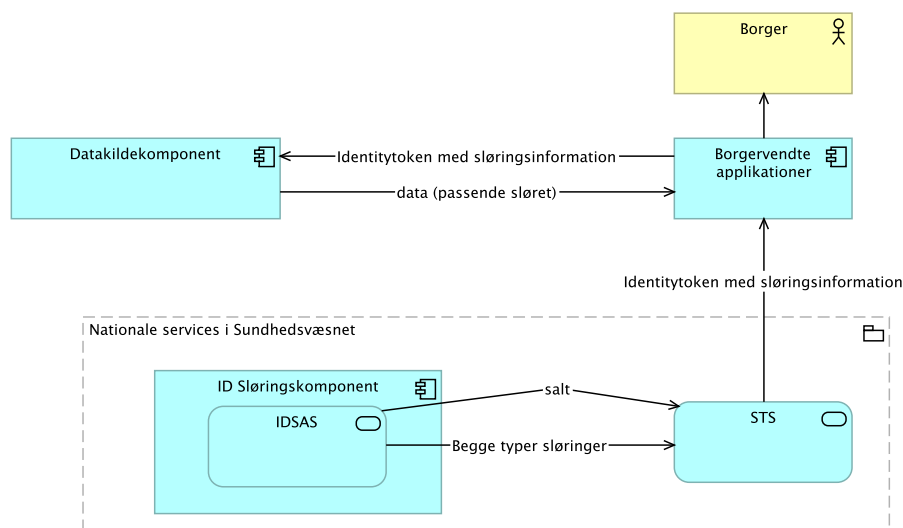 Borger
Datakildekomponent
Identitytoken med sløringsinformation
Borgervendte
applikationer
data (passende sløret)
Identitytoken med sløringsinformation
Nationale services i Sundhedsvæsnet
ID Sløringskomponent
salt
IDSAS
STS
Begge typer sløringer